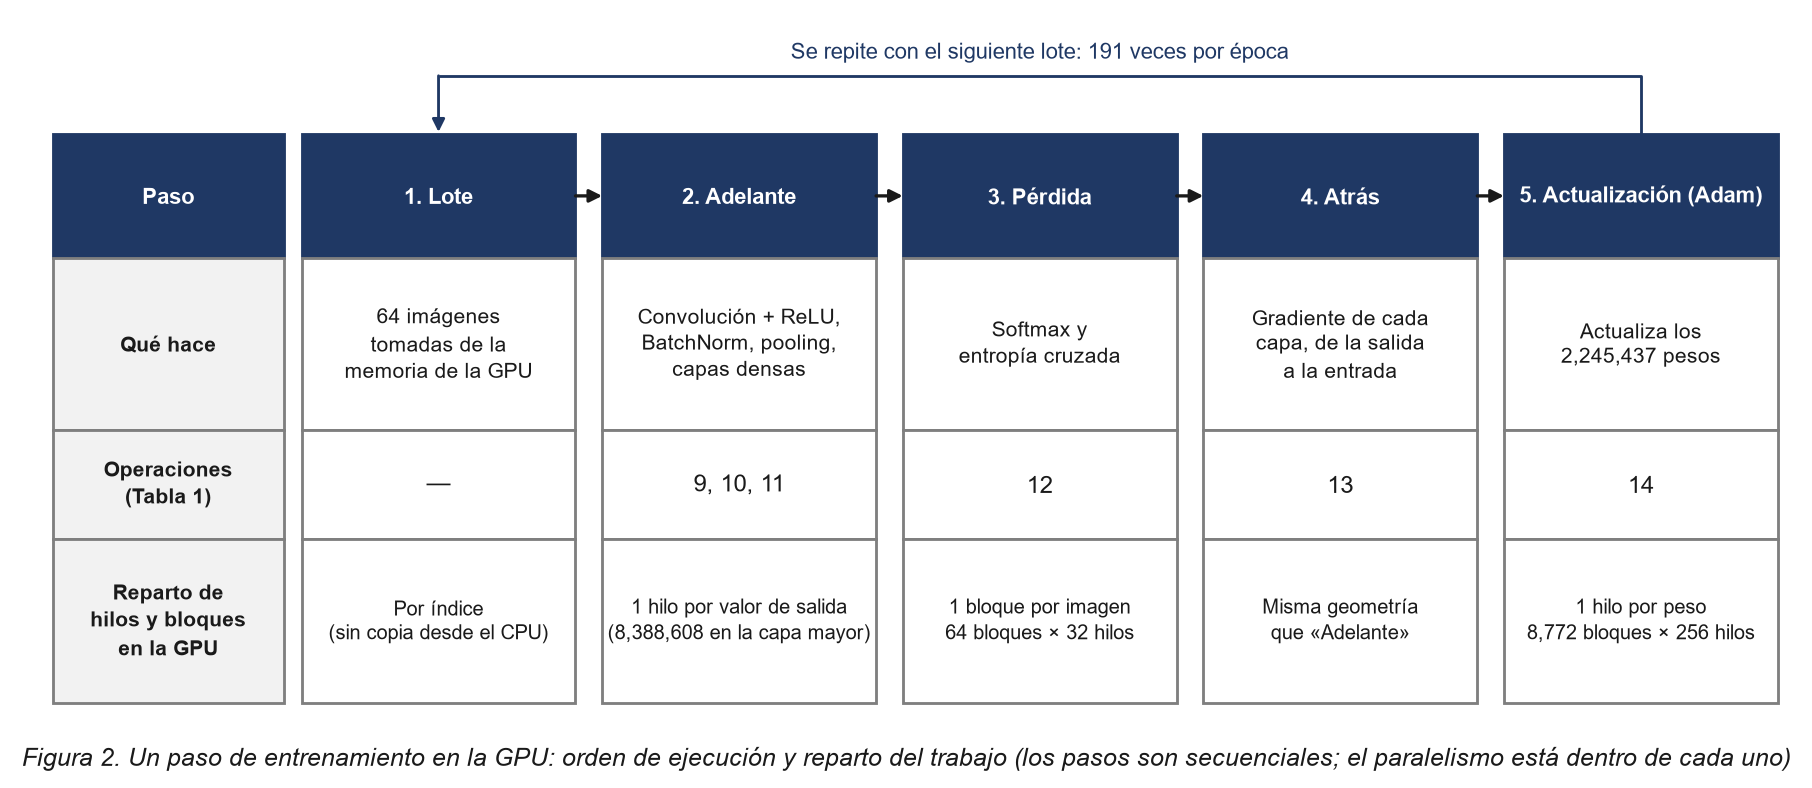 Se repite con el siguiente lote: 191 veces por época
Paso
1. Lote
2. Adelante
3. Pérdida
4. Atrás
5. Actualización (Adam)
Qué hace
64 imágenes
tomadas de la
memoria de la GPU
Convolución + ReLU,
BatchNorm, pooling,
capas densas
Softmax y
entropía cruzada
Gradiente de cada
capa, de la salida
a la entrada
Actualiza los
2,245,437 pesos
Operaciones
(Tabla 1)
—
9, 10, 11
12
13
14
Reparto de
hilos y bloques
en la GPU
Por índice
(sin copia desde el CPU)
1 hilo por valor de salida
(8,388,608 en la capa mayor)
1 bloque por imagen
64 bloques × 32 hilos
Misma geometría
que «Adelante»
1 hilo por peso
8,772 bloques × 256 hilos
Figura 2. Un paso de entrenamiento en la GPU: orden de ejecución y reparto del trabajo (los pasos son secuenciales; el paralelismo está dentro de cada uno)